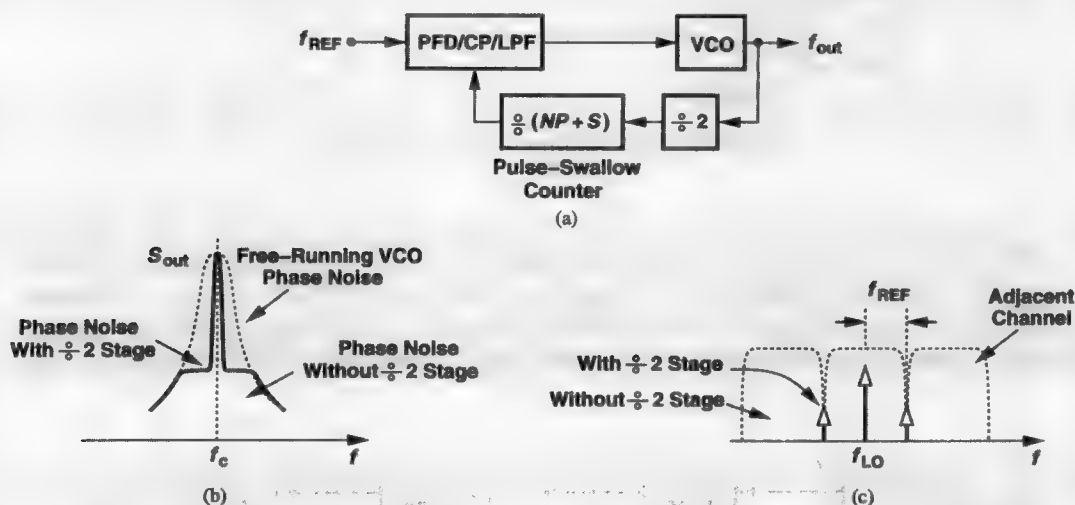 f_REF
PFD/CP/LPF
VCO
f_out
÷ (NP + S)
÷ 2
Pulse–Swallow
Counter
(a)
S_out
Free–Running VCO
Phase Noise
Phase Noise
With ÷ 2 Stage
Phase Noise
Without ÷ 2 Stage
f_c
f
(b)
f_REF
Adjacent
Channel
With ÷ 2 Stage
Without ÷ 2 Stage
f_LO
f
(c)